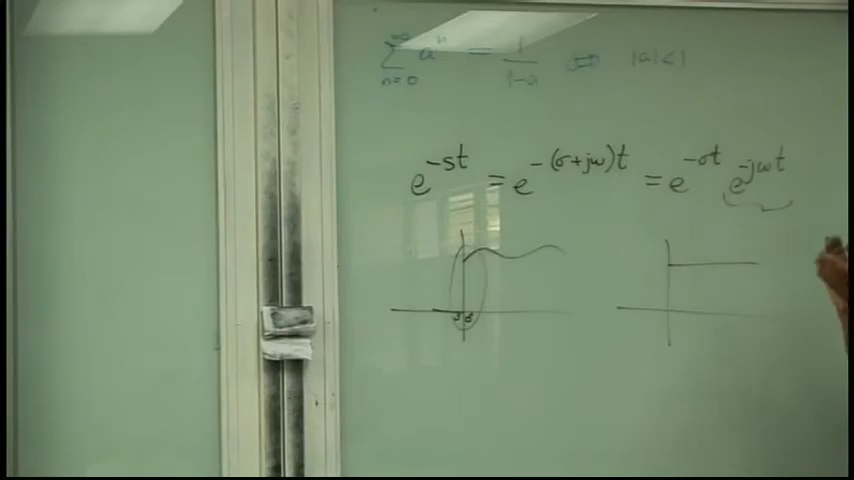 ∞
∑ aⁿ = 1/(1-a) ⇔ |a|<1
n=0
e^{-st} = e^{-(σ+jω)t} = e^{-σt} e^{-jωt}